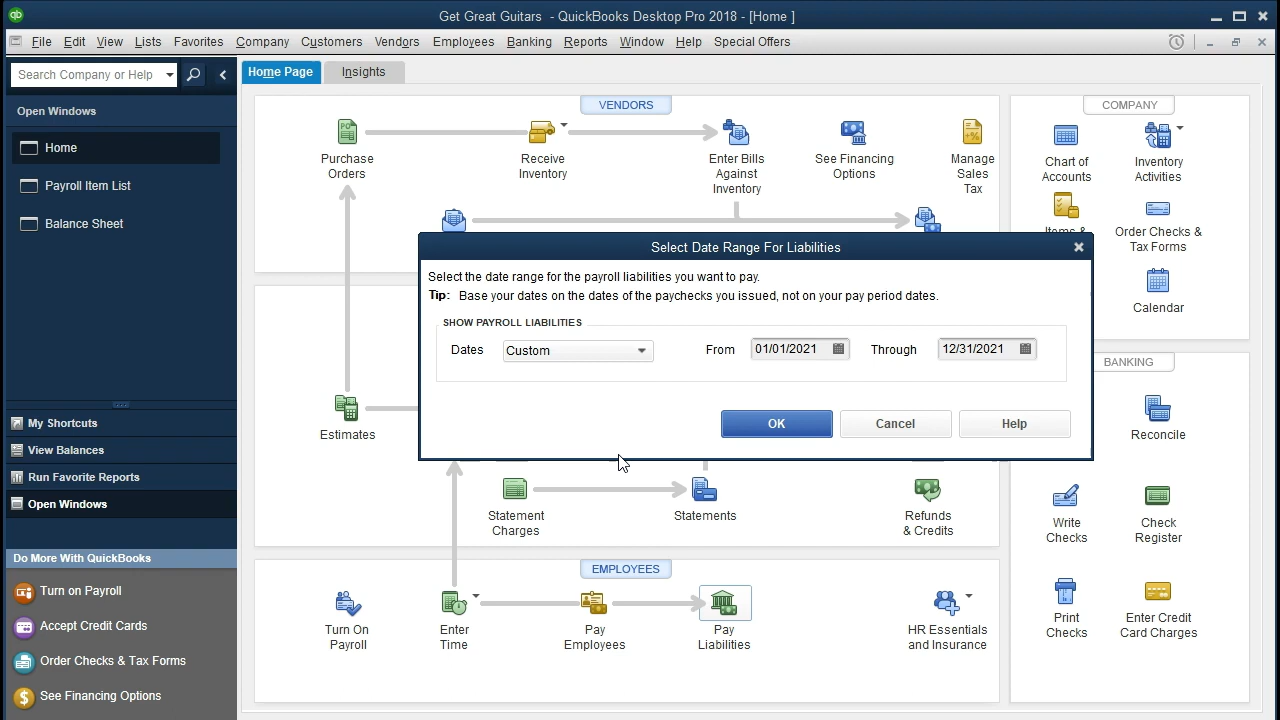 qb
Get Great Guitars - QuickBooks Desktop Pro 2018 - [Home ]
File Edit View Lists Favorites Company Customers Vendors Employees Banking Reports Window Help Special Offers
Search Company or Help
Home Page
Insights
Open Windows
Home
Payroll Item List
Balance Sheet
My Shortcuts
View Balances
Run Favorite Reports
Open Windows
Do More With QuickBooks
Turn on Payroll
Accept Credit Cards
Order Checks & Tax Forms
See Financing Options
VENDORS
Purchase
Orders
Receive
Inventory
Enter Bills
Against
Inventory
See Financing
Options
Manage
Sales
Tax
COMPANY
Chart of
Accounts
Inventory
Activities
Items &
Order Checks &
Tax Forms
Calendar
Select Date Range For Liabilities
Select the date range for the payroll liabilities you want to pay.
Tip: Base your dates on the dates of the paychecks you issued, not on your pay period dates.
SHOW PAYROLL LIABILITIES
Dates Custom From 01/01/2021 Through 12/31/2021
OK Cancel Help
Estimates
Statement
Charges
Statements
Refunds
& Credits
BANKING
Reconcile
Write
Checks
Check
Register
Print
Checks
Enter Credit
Card Charges
EMPLOYEES
Turn On
Payroll
Enter
Time
Pay
Employees
Pay
Liabilities
HR Essentials
and Insurance